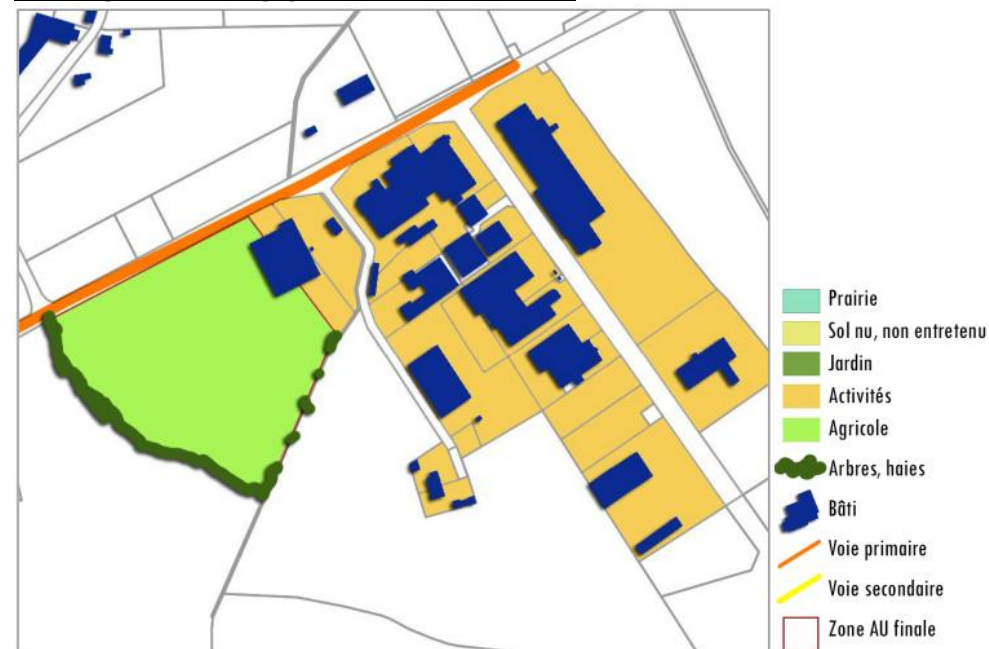 Prairie
Sol nu, non entretenu
Jardin
Activités
Agricole
Arbres, haies
Bâti
Voie primaire
Voie secondaire
Zone AU finale